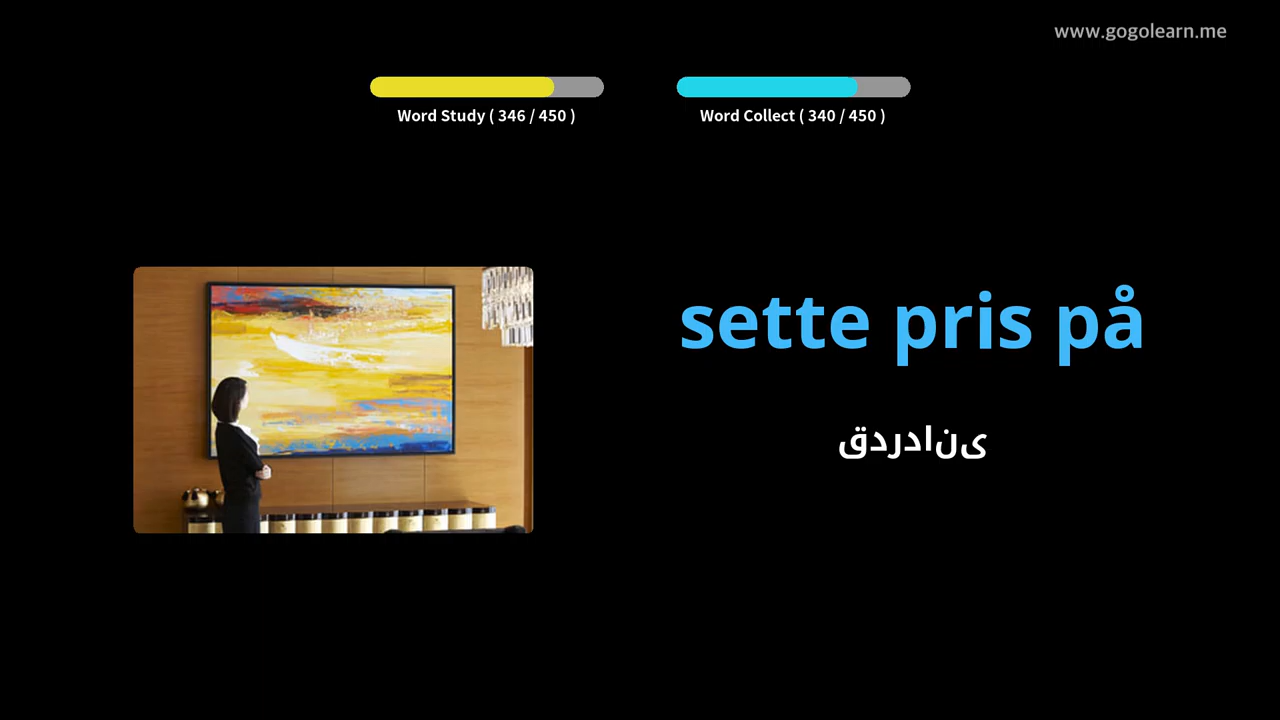 www.gogolearn.me
Word Study ( 346 / 450 )
Word Collect ( 340 / 450 )
sette pris på
قدردانی